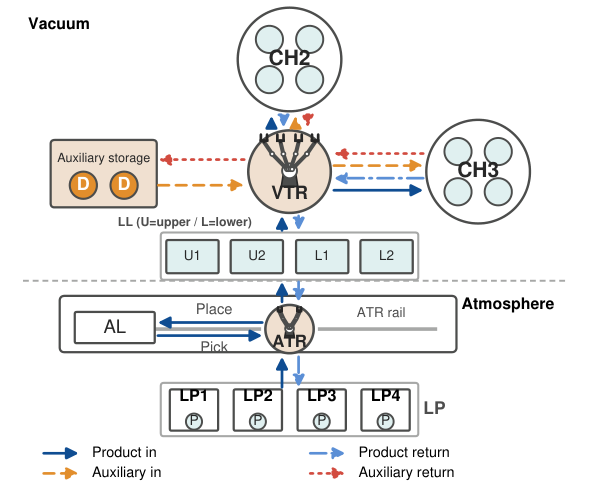 Vacuum
CH2
Auxiliary storage
D D
VTR
CH3
LL (U=upper / L=lower)
U1 U2 L1 L2
Atmosphere
Place
ATR rail
AL
ATR
Pick
LP1 LP2 LP3 LP4
LP
P P P P
Product in
Product return
Auxiliary in
Auxiliary return